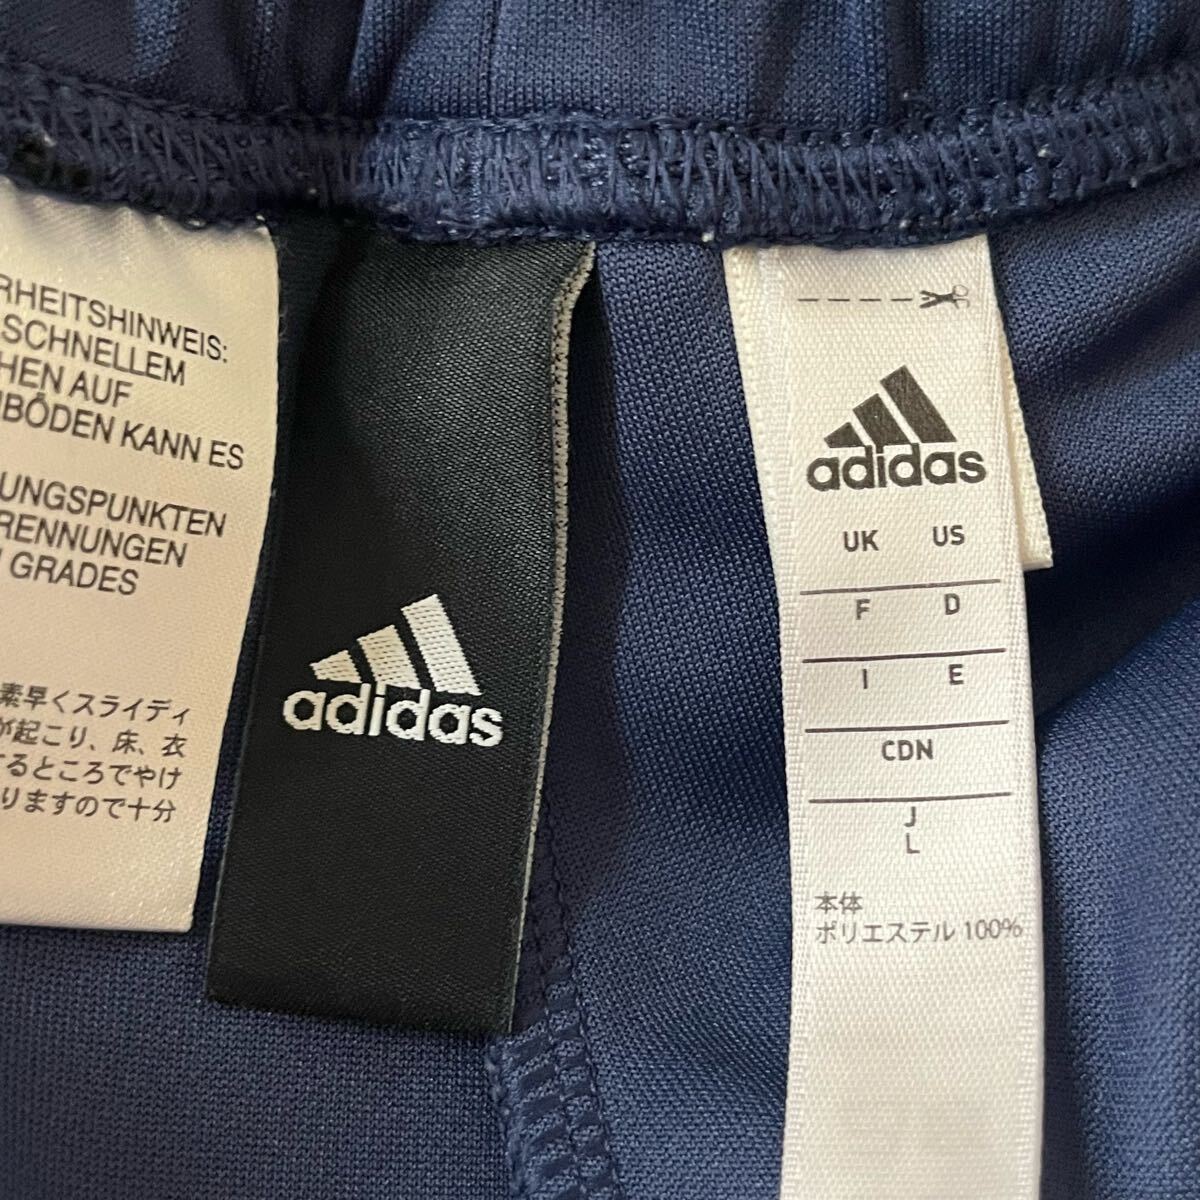 RHEITSHINWEIS:
SCHNELLEM
HEN AUF
BÖDEN KANN ES
UNGSPUNKTEN
RENNUNGEN
GRADES
素早くスライディ
が起こり、床、衣
するところでやけ
りますので十分
adidas
adidas
UK US
F D
I E
CDN
J
L
本体
ポリエステル 100%